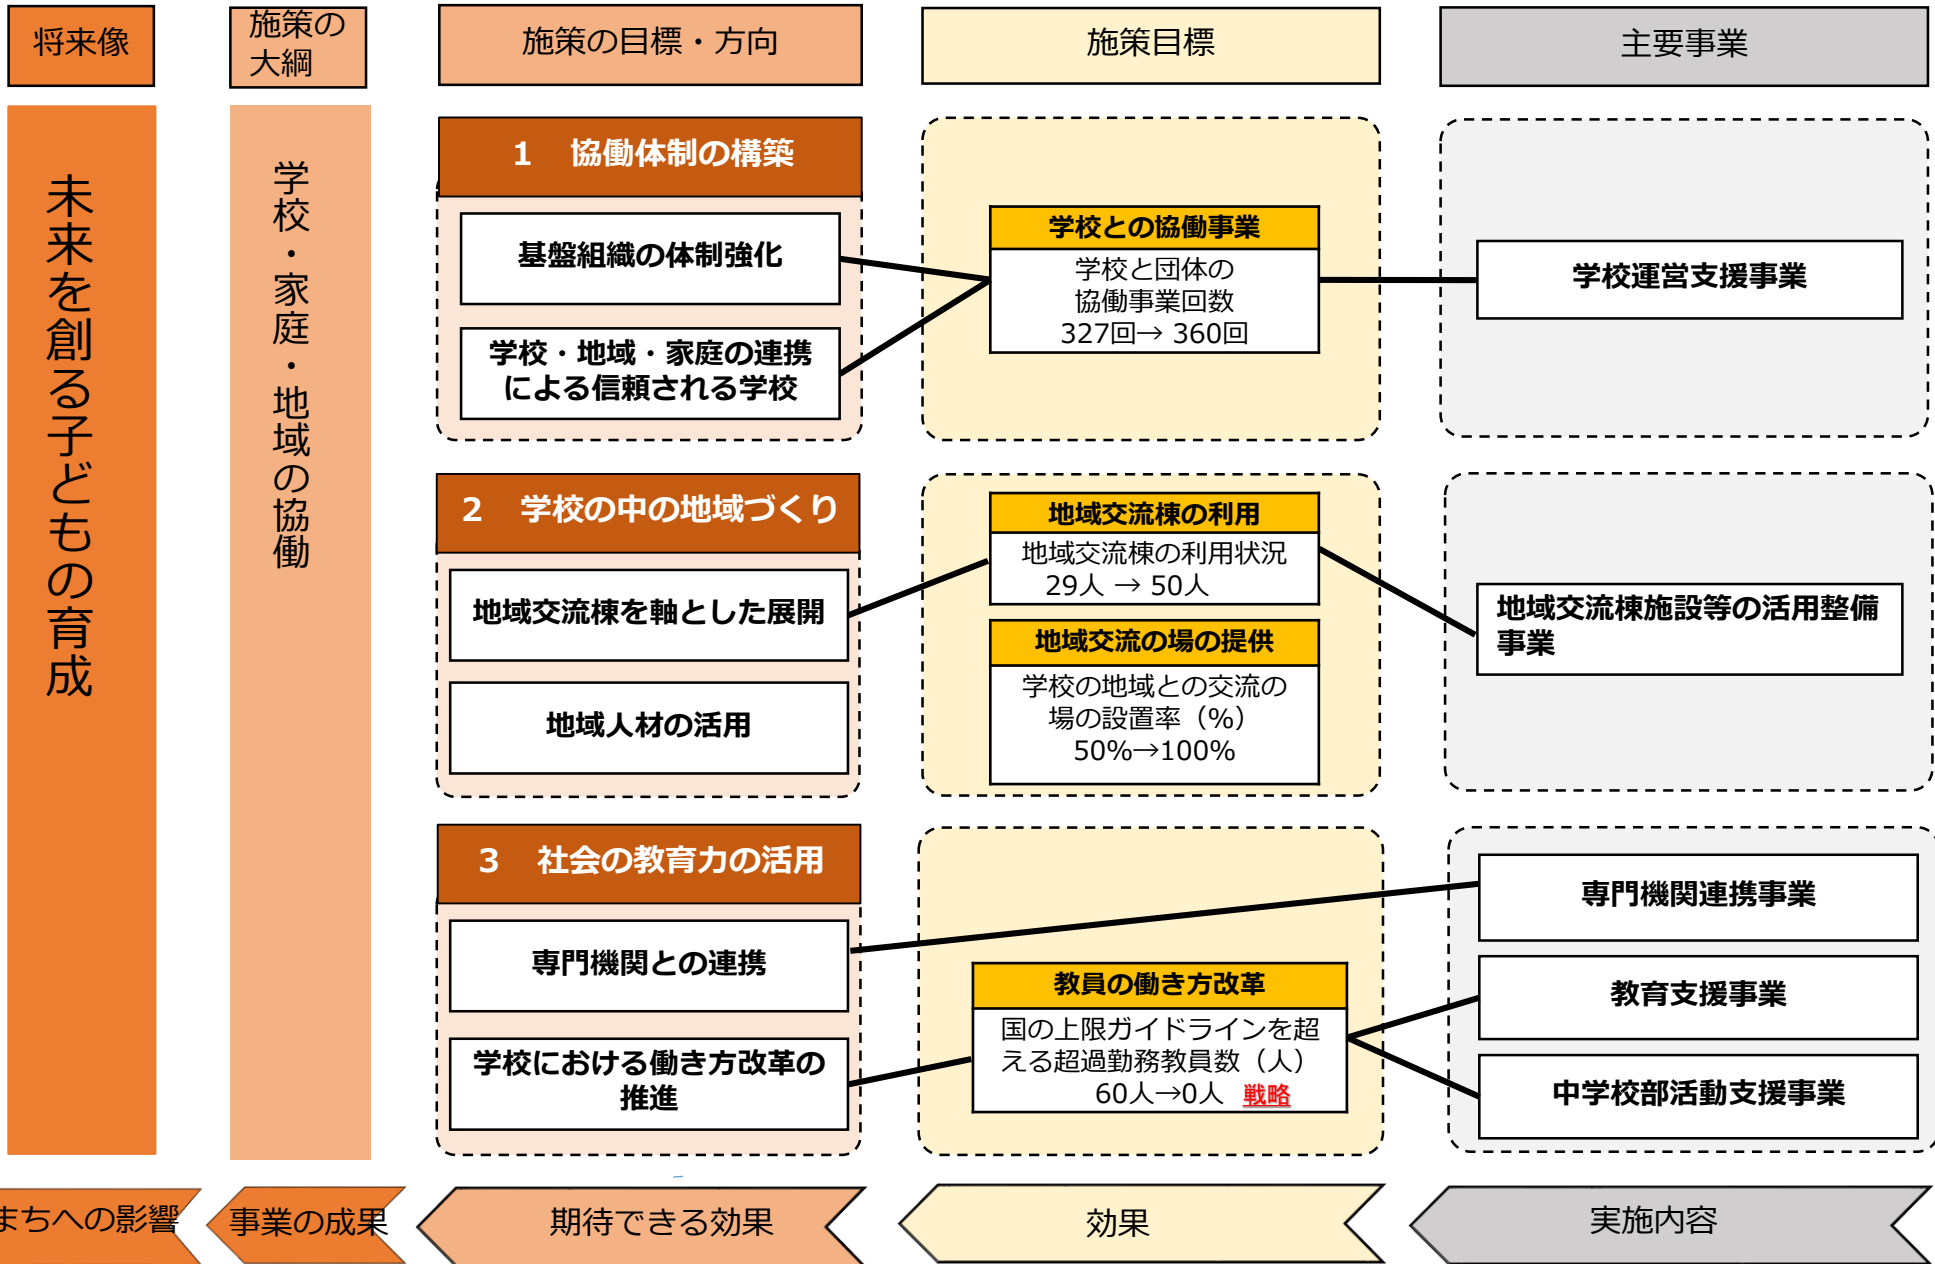 将来像
施策の
大綱
施策の目標・方向
施策目標
主要事業
未来を創る子どもの育成
学校・家庭・地域の協働
1　協働体制の構築
基盤組織の体制強化
学校・地域・家庭の連携
による信頼される学校
学校との協働事業
学校と団体の
協働事業回数
327回→ 360回
学校運営支援事業
2　学校の中の地域づくり
地域交流棟を軸とした展開
地域人材の活用
地域交流棟の利用
地域交流棟の利用状況
29人 → 50人
地域交流の場の提供
学校の地域との交流の
場の設置率（%）
50%→100%
地域交流棟施設等の活用整備
事業
3　社会の教育力の活用
専門機関との連携
学校における働き方改革の
推進
教員の働き方改革
国の上限ガイドラインを超
える超過勤務教員数（人）
60人→0人 戦略
専門機関連携事業
教育支援事業
中学校部活動支援事業
まちへの影響
事業の成果
期待できる効果
効果
実施内容